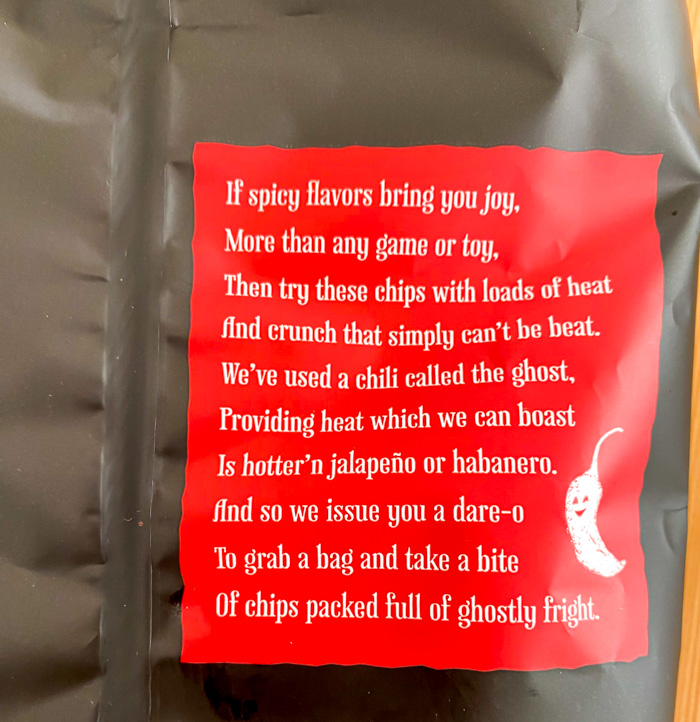 If spicy flavors bring you joy,
More than any game or toy,
Then try these chips with loads of heat
And crunch that simply can't be beat.
We've used a chili called the ghost,
Providing heat which we can boast
Is hotter'n jalapeño or habanero.
And so we issue you a dare-o
To grab a bag and take a bite
Of chips packed full of ghostly fright.